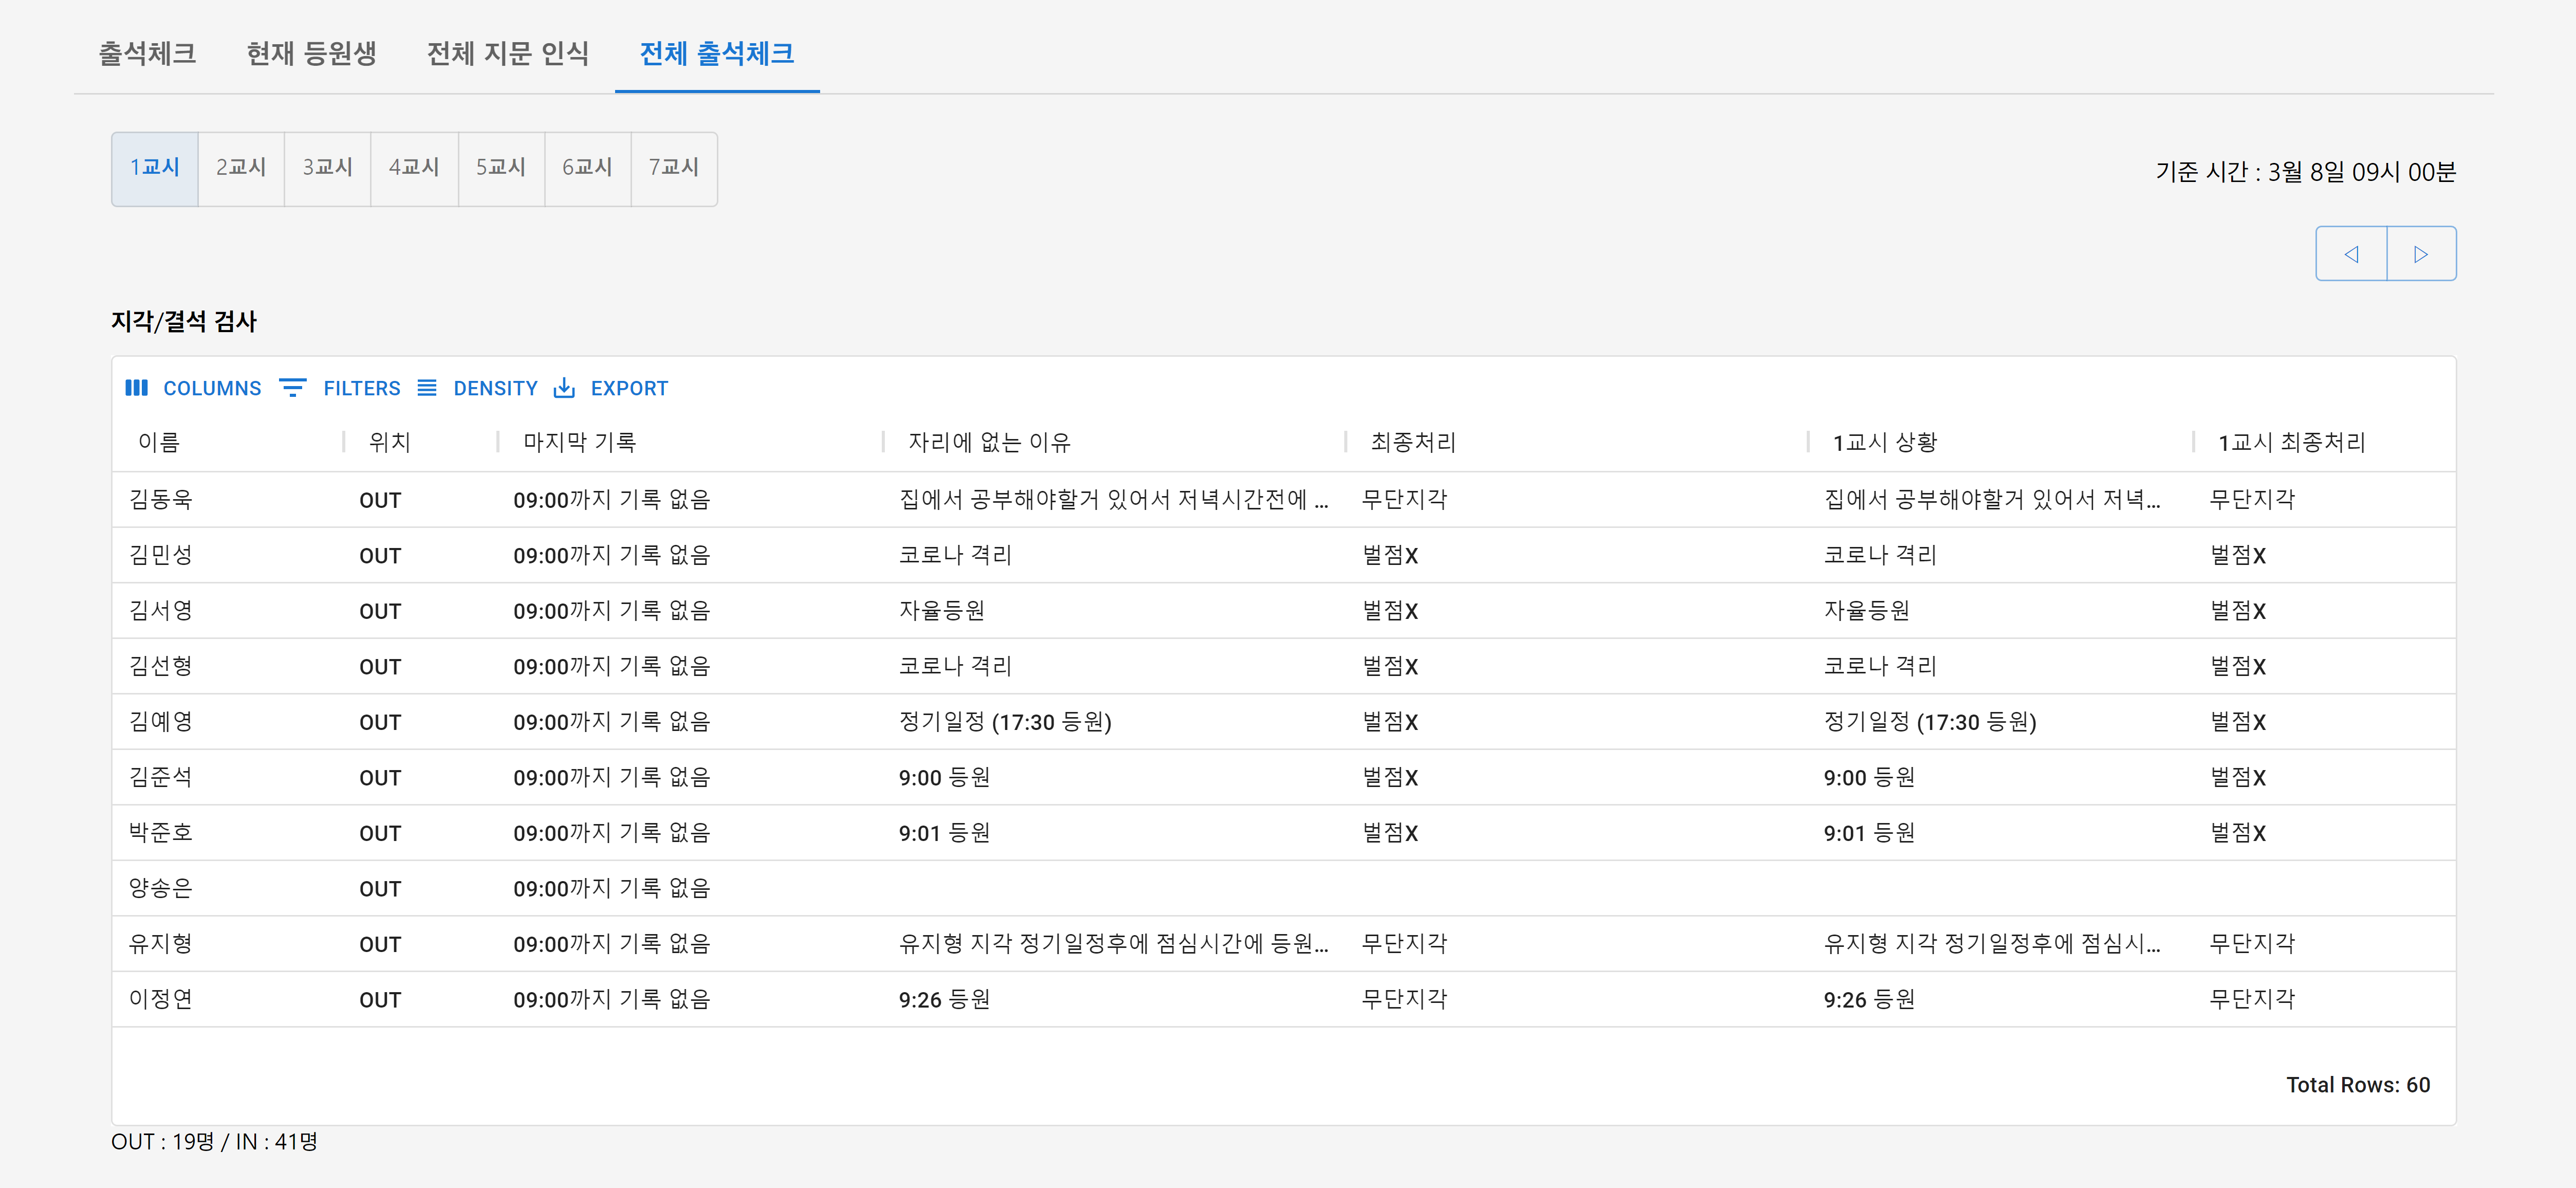 출석체크 현재 등원생 전체 지문 인식 전체 출석체크
1교시 2교시 3교시 4교시 5교시 6교시 7교시
기준 시간 : 3월 8일 09시 00분
지각/결석 검사
COLUMNS FILTERS DENSITY EXPORT
이름 위치 마지막 기록 자리에 없는 이유 최종처리 1교시 상황 1교시 최종처리
김동욱 OUT 09:00까지 기록 없음 집에서 공부해야할거 있어서 저녁시간전에 ... 무단지각 집에서 공부해야할거 있어서 저녁... 무단지각
김민성 OUT 09:00까지 기록 없음 코로나 격리 벌점X 코로나 격리 벌점X
김서영 OUT 09:00까지 기록 없음 자율등원 벌점X 자율등원 벌점X
김선형 OUT 09:00까지 기록 없음 코로나 격리 벌점X 코로나 격리 벌점X
김예영 OUT 09:00까지 기록 없음 정기일정 (17:30 등원) 벌점X 정기일정 (17:30 등원) 벌점X
김준석 OUT 09:00까지 기록 없음 9:00 등원 벌점X 9:00 등원 벌점X
박준호 OUT 09:00까지 기록 없음 9:01 등원 벌점X 9:01 등원 벌점X
양송은 OUT 09:00까지 기록 없음
유지형 OUT 09:00까지 기록 없음 유지형 지각 정기일정후에 점심시간에 등원... 무단지각 유지형 지각 정기일정후에 점심시... 무단지각
이정연 OUT 09:00까지 기록 없음 9:26 등원 무단지각 9:26 등원 무단지각
Total Rows: 60
OUT : 19명 / IN : 41명